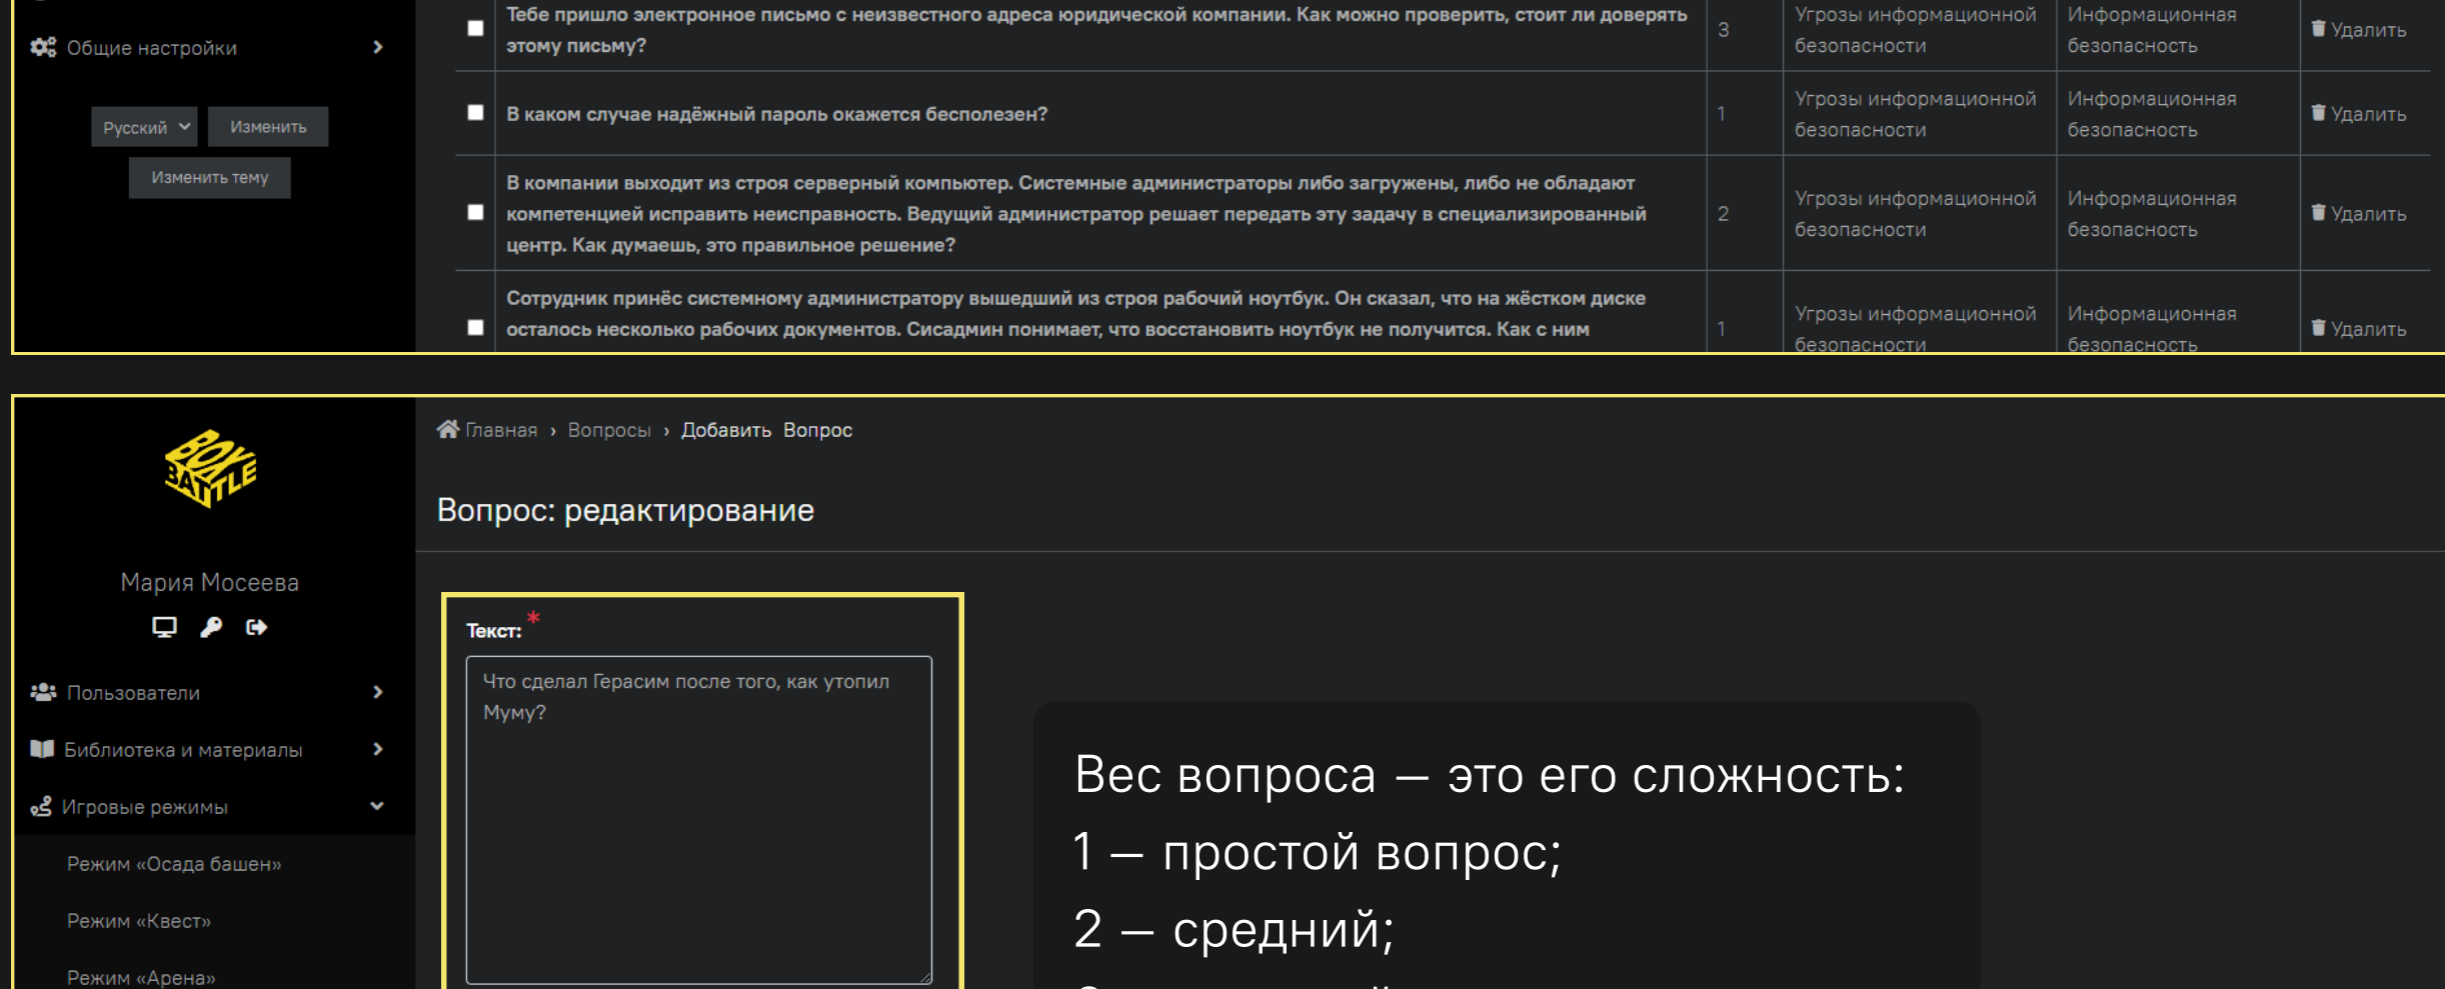 Общие настройки
Русский
Изменить
Изменить тему
Тебе пришло электронное письмо с неизвестного адреса юридической компании. Как можно проверить, стоит ли доверять
этому письму?
3
Угрозы информационной
безопасности
Информационная
безопасность
Удалить
В каком случае надёжный пароль окажется бесполезен?
1
Угрозы информационной
безопасности
Информационная
безопасность
Удалить
В компании выходит из строя серверный компьютер. Системные администраторы либо загружены, либо не обладают
компетенцией исправить неисправность. Ведущий администратор решает передать эту задачу в специализированный
центр. Как думаешь, это правильное решение?
2
Угрозы информационной
безопасности
Информационная
безопасность
Удалить
Сотрудник принёс системному администратору вышедший из строя рабочий ноутбук. Он сказал, что на жёстком диске
осталось несколько рабочих документов. Сисадмин понимает, что восстановить ноутбук не получится. Как с ним
1
Угрозы информационной
безопасности
Информационная
безопасность
Удалить
BOX
BATTLE
Мария Мосеева
Пользователи
Библиотека и материалы
Игровые режимы
Режим «Осада башен»
Режим «Квест»
Режим «Арена»
Главная › Вопросы › Добавить Вопрос
Вопрос: редактирование
Текст: *
Что сделал Герасим после того, как утопил
Муму?
Вес вопроса — это его сложность:
1 — простой вопрос;
2 — средний;